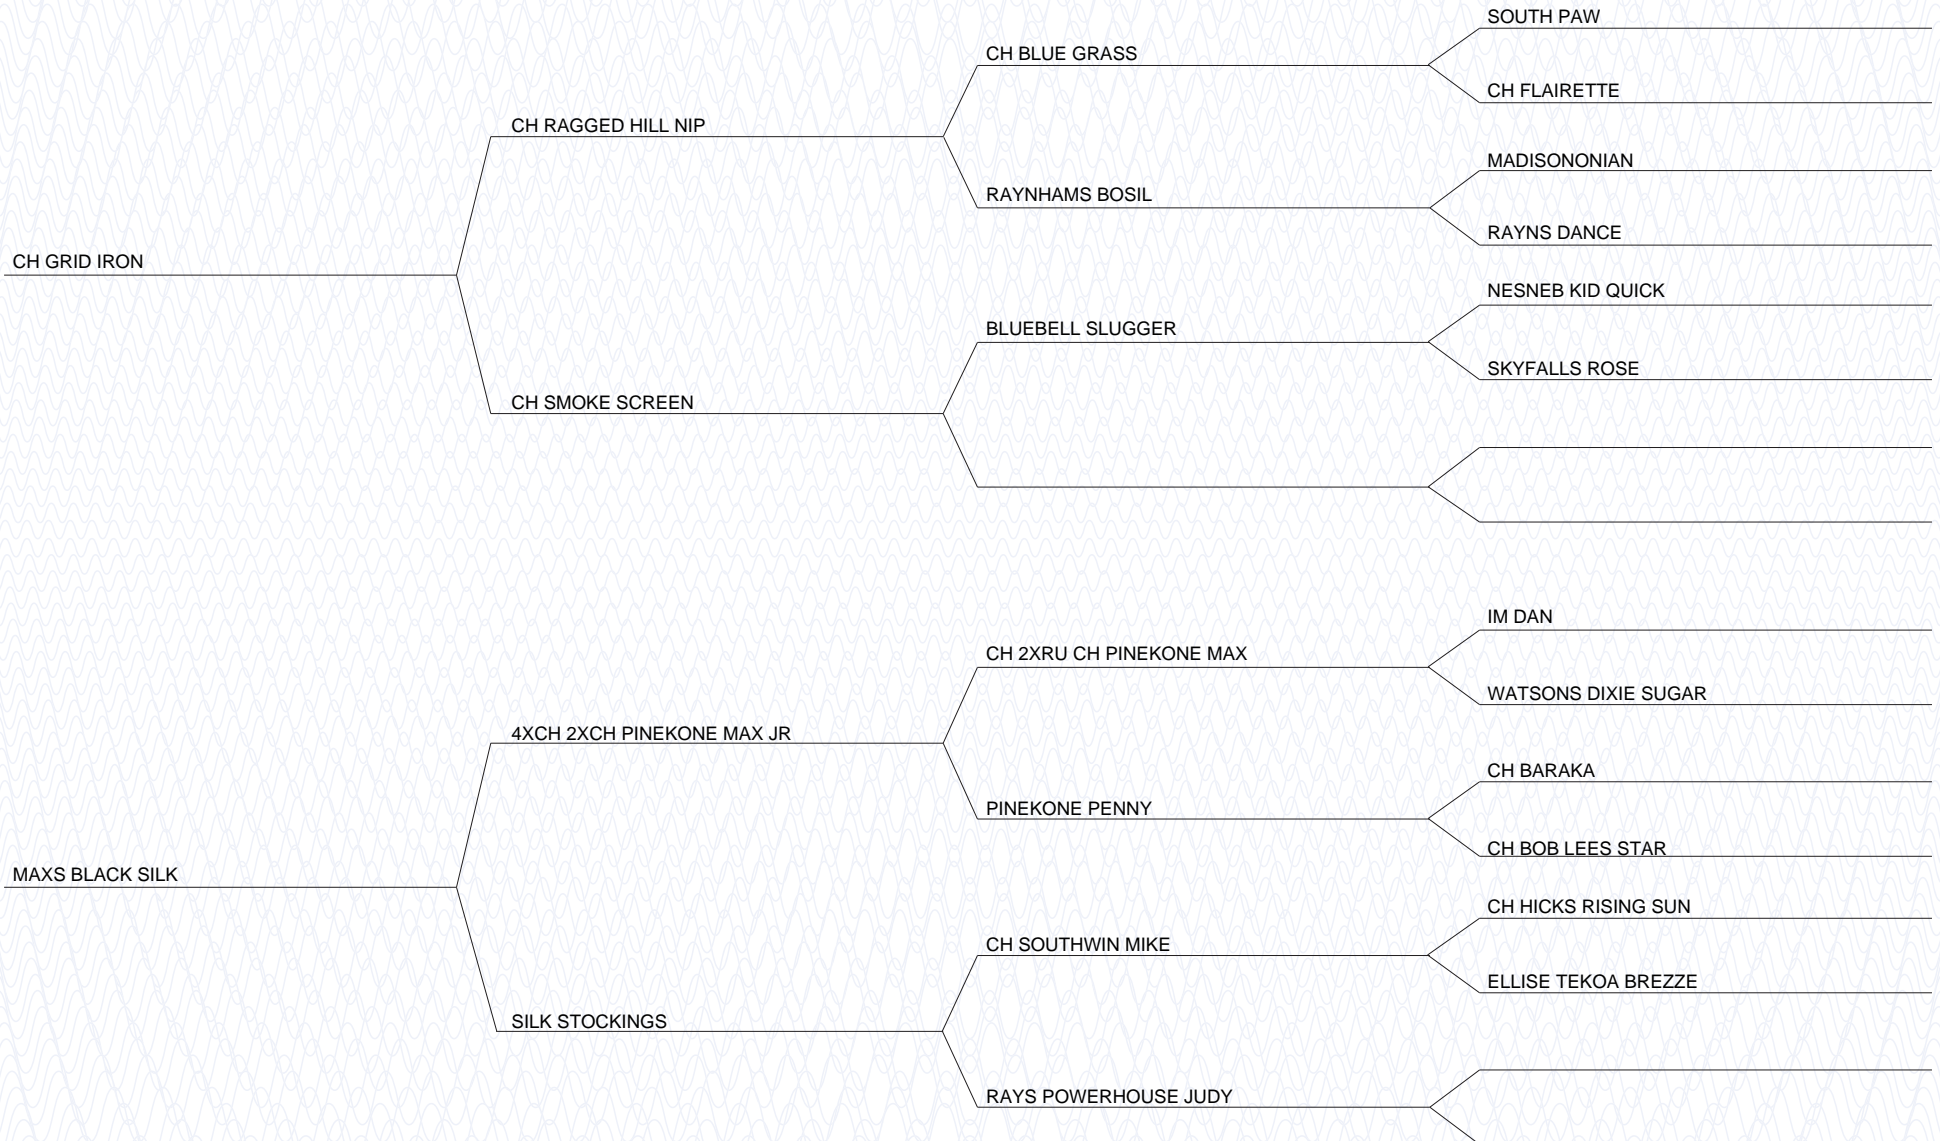 SOUTH PAW
CH BLUE GRASS
CH FLAIRETTE
CH RAGGED HILL NIP
MADISONONIAN
RAYNHAMS BOSIL
RAYNS DANCE
CH GRID IRON
NESNEB KID QUICK
BLUEBELL SLUGGER
SKYFALLS ROSE
CH SMOKE SCREEN
IM DAN
CH 2XRU CH PINEKONE MAX
WATSONS DIXIE SUGAR
4XCH 2XCH PINEKONE MAX JR
CH BARAKA
PINEKONE PENNY
CH BOB LEES STAR
MAXS BLACK SILK
CH HICKS RISING SUN
CH SOUTHWIN MIKE
ELLISE TEKOA BREZZE
SILK STOCKINGS
RAYS POWERHOUSE JUDY